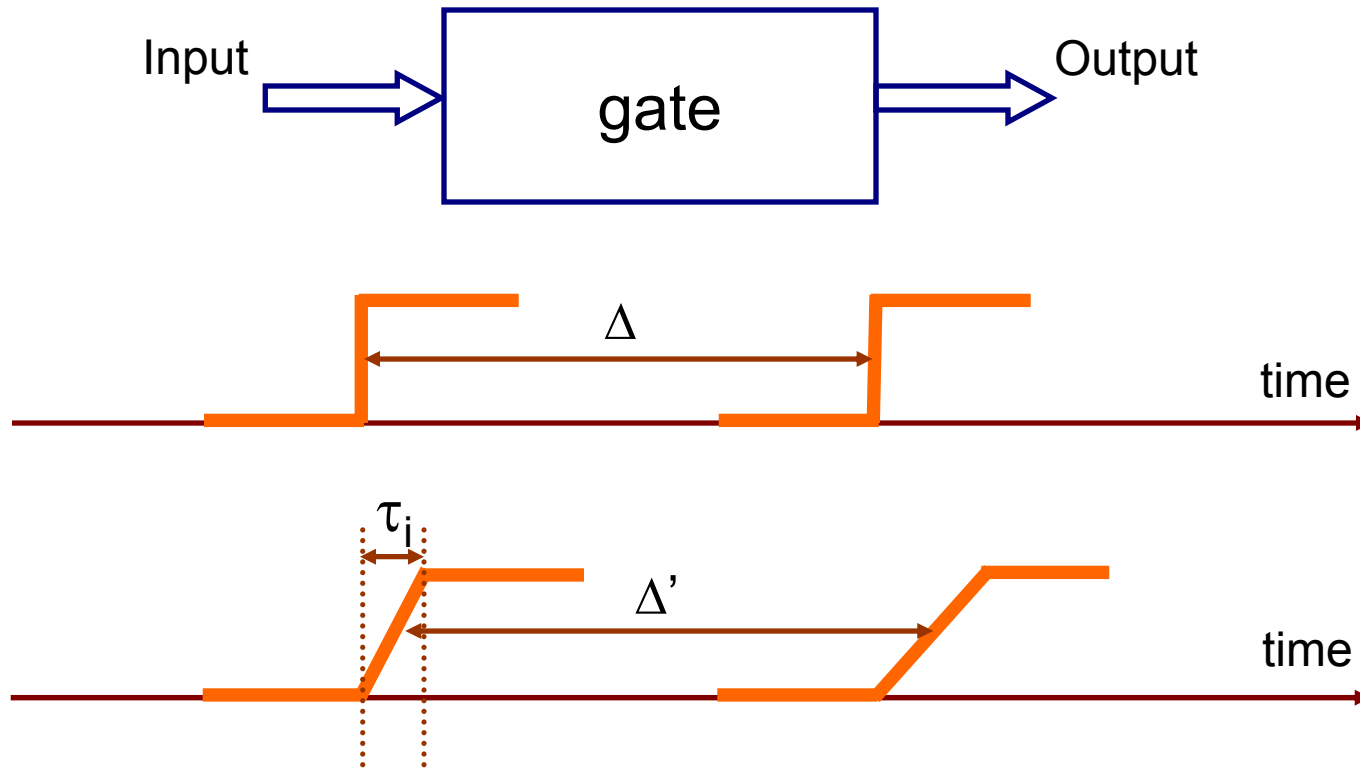 Input
gate
Output
Δ
time
τi
Δ’
time